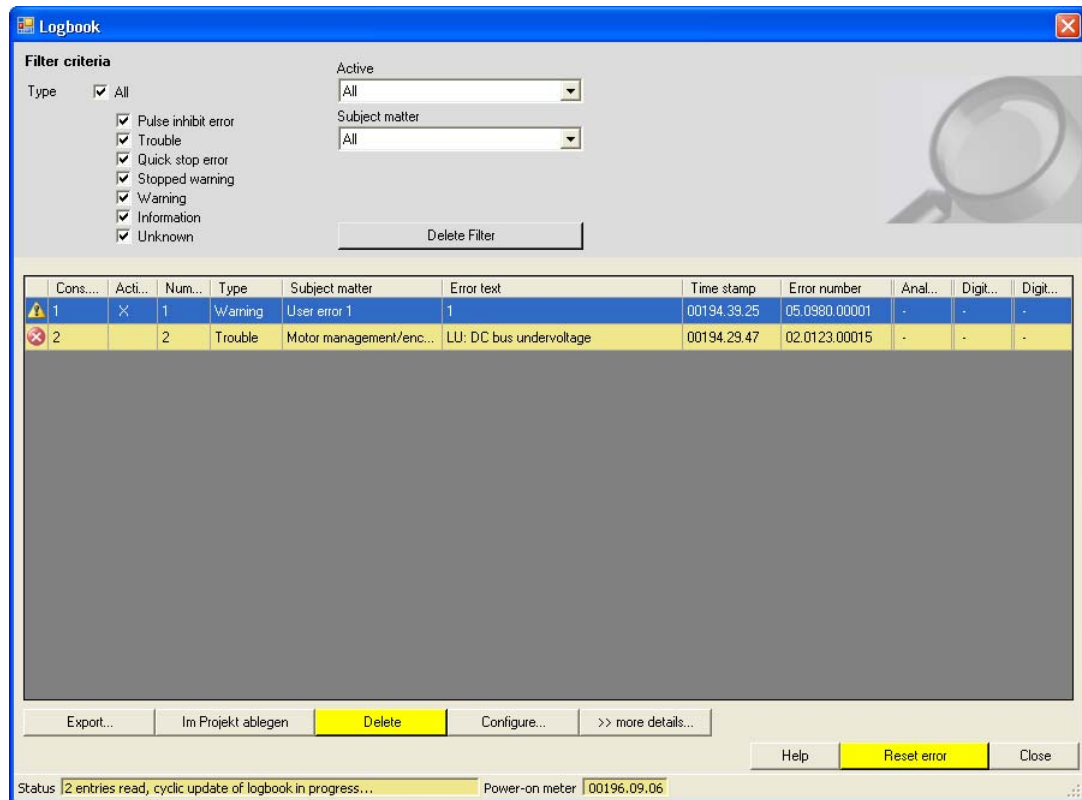 Logbook
Filter criteria
Type All
Pulse inhibit error
Trouble
Quick stop error
Stopped warning
Warning
Information
Unknown
Active
All
Subject matter
All
Delete Filter
Cons.... Acti... Num... Type Subject matter Error text Time stamp Error number Anal... Digit... Digit...
1 X 1 Warning User error 1 1 00194.39.25 05.0980.00001 - - -
2 2 Trouble Motor management/enc... LU: DC bus undervoltage 00194.29.47 02.0123.00015 - - -
Export... Im Projekt ablegen Delete Configure... >> more details...
Help Reset error Close
Status 2 entries read, cyclic update of logbook in progress... Power-on meter 00196.09.06